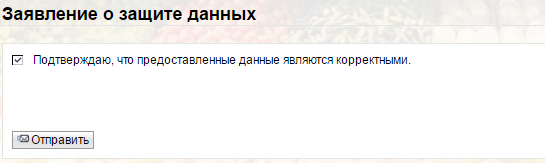 Заявление о защите данных
Подтверждаю, что предоставленные данные являются корректными.
Отправить